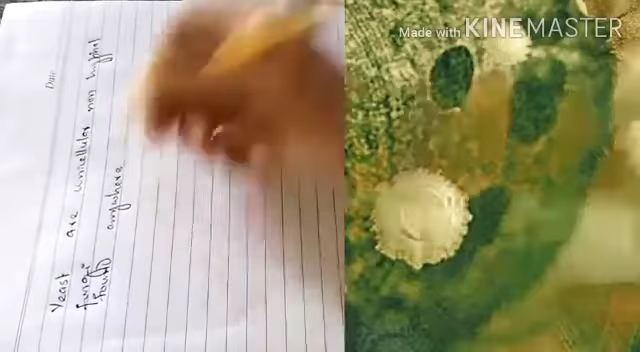 Date
Yeast are unicellular non hyphal
fungi
Found anywhere
Made with KINEMASTER